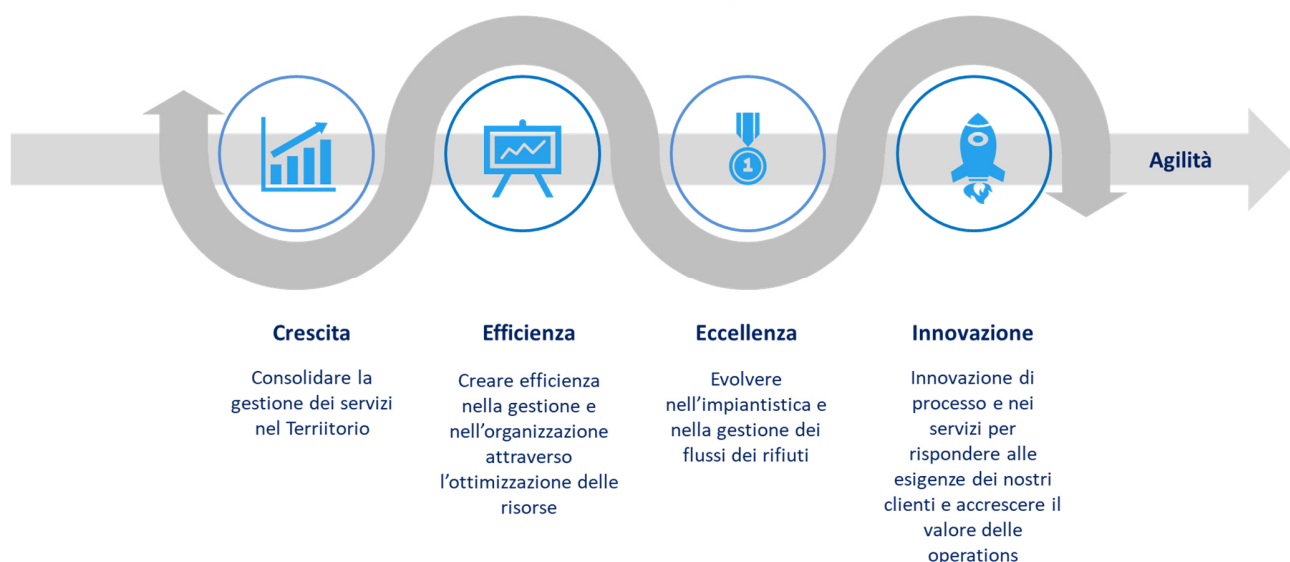 Agilità
1
Crescita
Consolidare la
gestione dei servizi
nel Terriitorio
Efficienza
Creare efficienza
nella gestione e
nell'organizzazione
attraverso
l'ottimizzazione delle
risorse
Eccellenza
Evolvere
nell'impiantistica e
nella gestione dei
flussi dei rifiuti
Innovazione
Innovazione di
processo e nei
servizi per
rispondere alle
esigenze dei nostri
clienti e accrescere il
valore delle
operations